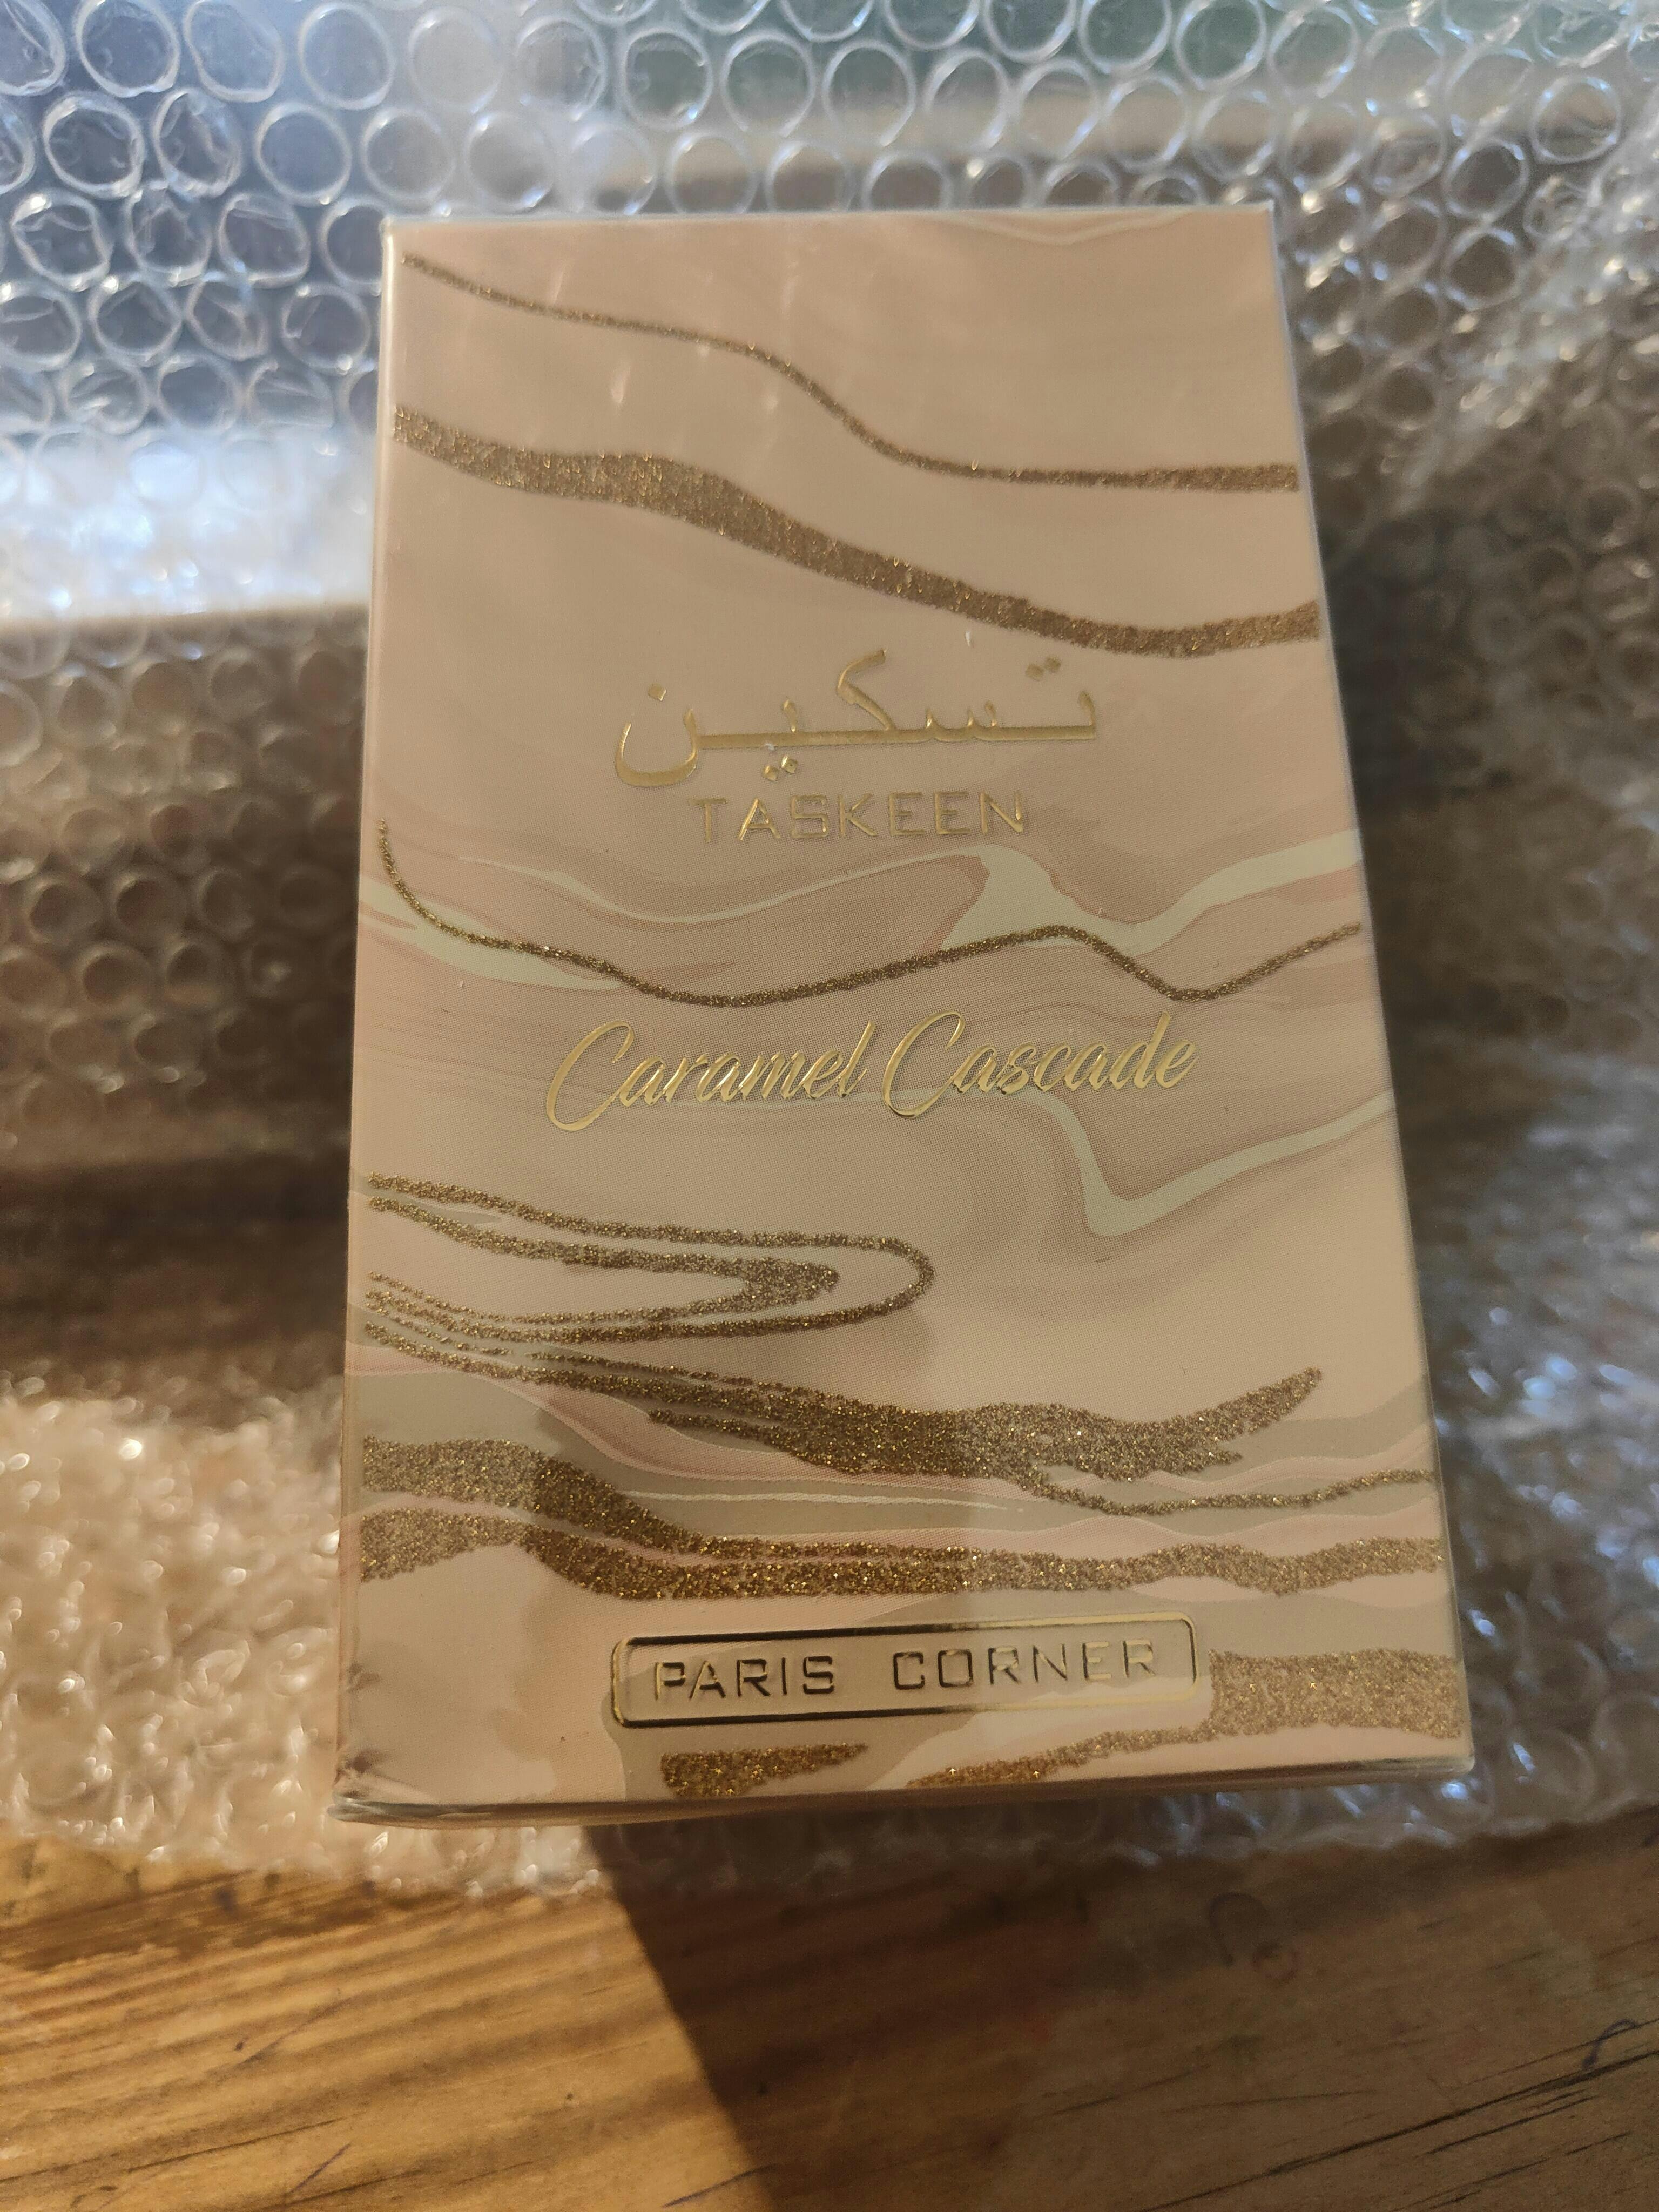 تسكين
TASKEEN
Caramel Cascade
PARIS CORNER